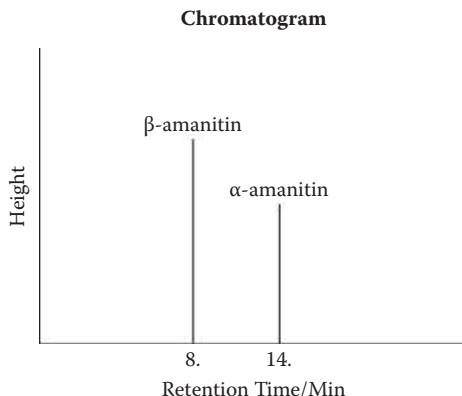 Chromatogram
β-amanitin
α-amanitin
Height
8.
14.
Retention Time/Min